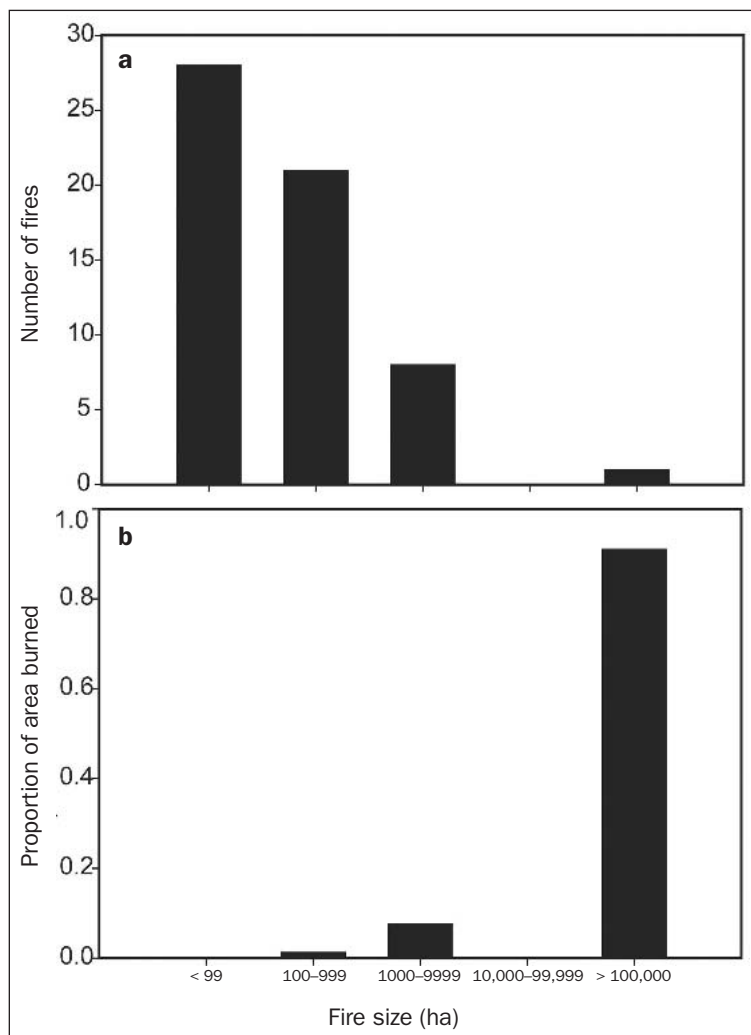 30
a
25
20
15
10
5
0
Number of fires
1.0
b
0.8
0.6
0.4
0.2
0.0
Proportion of area burned
< 99 100–999 1000–9999 10,000–99,999 > 100,000
Fire size (ha)